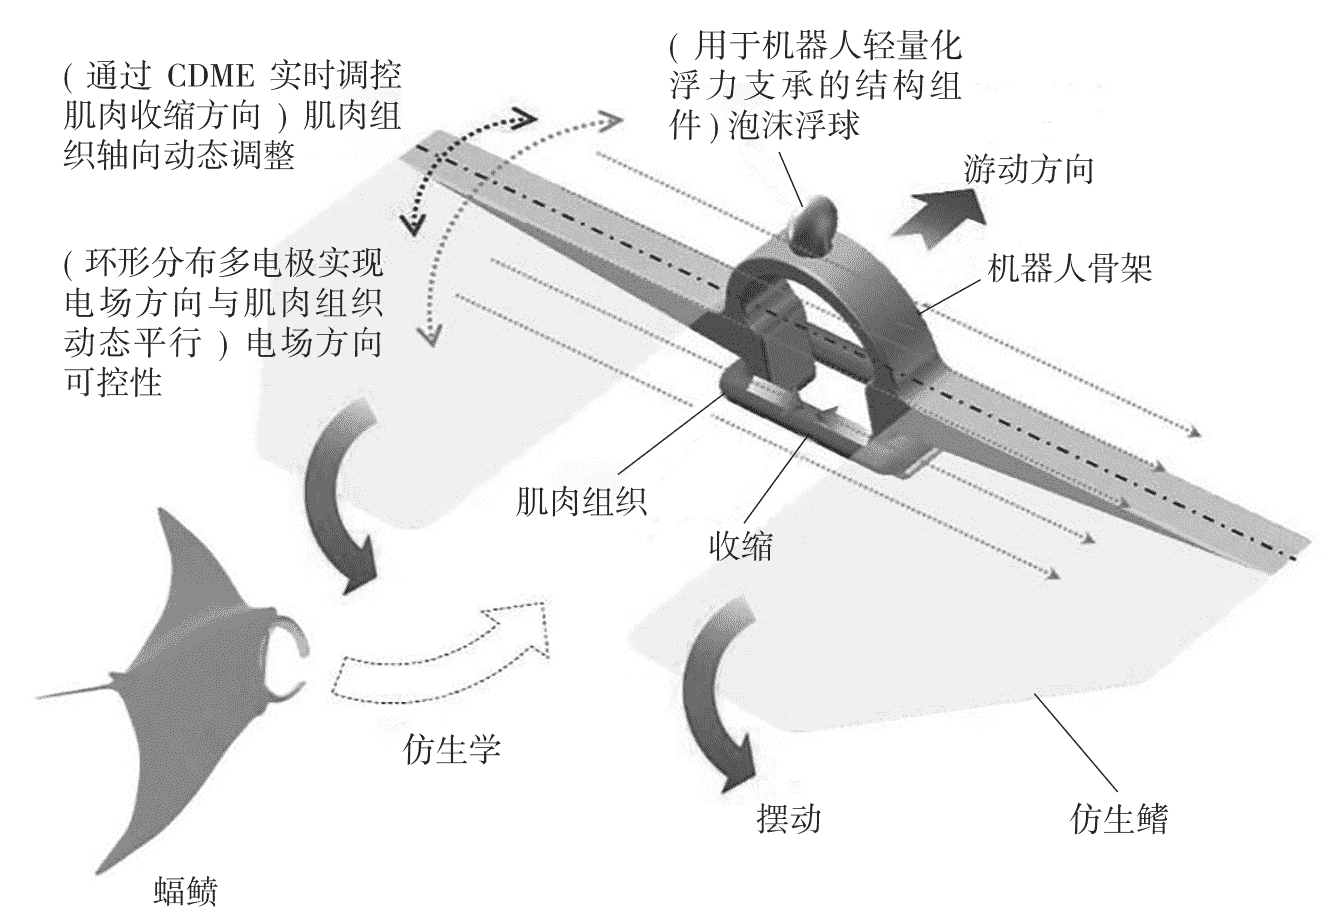 (通过 CDME 实时调控
肌肉收缩方向)肌肉组
织轴向动态调整
(用于机器人轻量化
浮力支承的结构组
件)泡沫浮球
游动方向
(环形分布多电极实现
电场方向与肌肉组织
动态平行)电场方向
可控性
机器人骨架
肌肉组织
收缩
仿生学
摆动
仿生鳍
蝠鲼